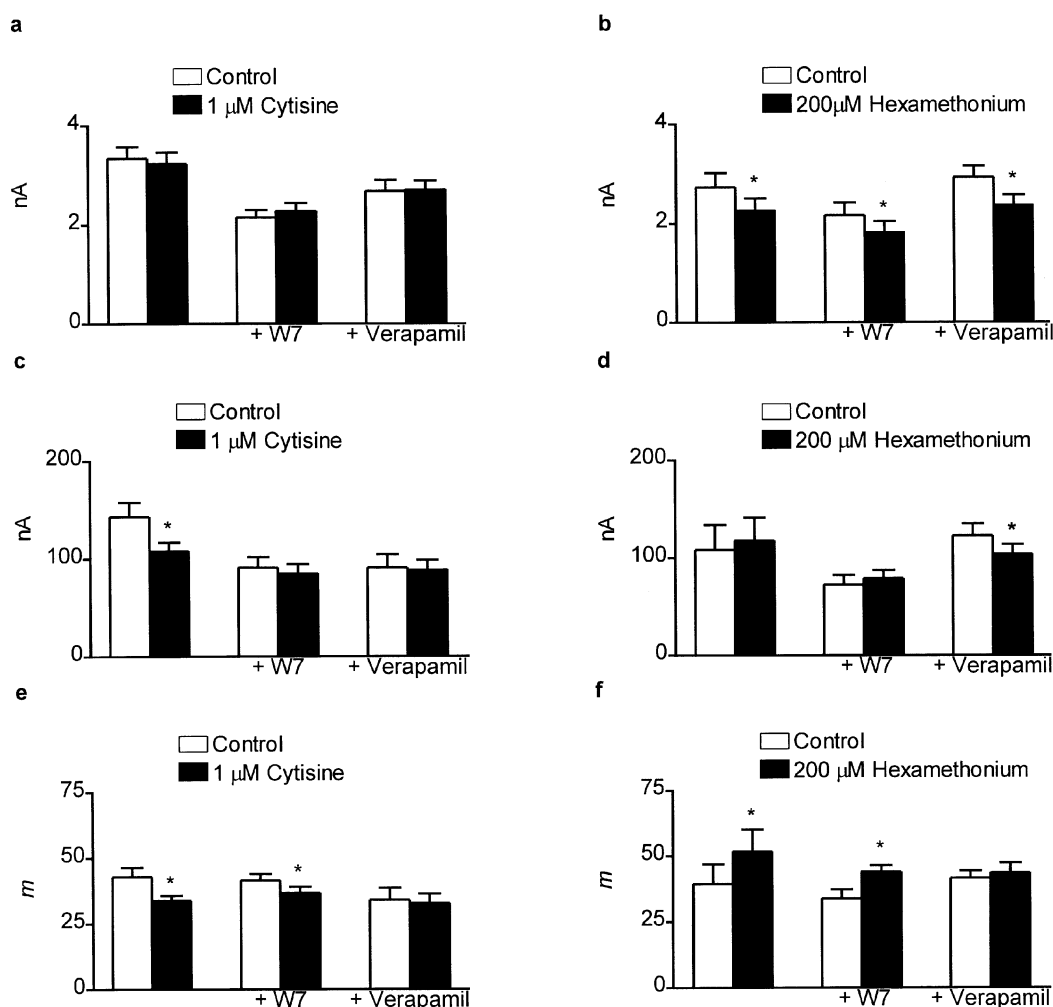 a
Control
1 μM Cytisine
4
2
0
nA
+ W7
+ Verapamil
b
Control
200μM Hexamethonium
4
2
0
nA
*
*
*
+ W7
+ Verapamil
c
Control
1 μM Cytisine
200
100
0
nA
*
+ W7
+ Verapamil
d
Control
200 μM Hexamethonium
200
100
0
nA
*
+ W7
+ Verapamil
e
Control
1 μM Cytisine
75
50
25
0
m
*
*
+ W7
+ Verapamil
f
Control
200 μM Hexamethonium
75
50
25
0
m
*
*
+ W7
+ Verapamil